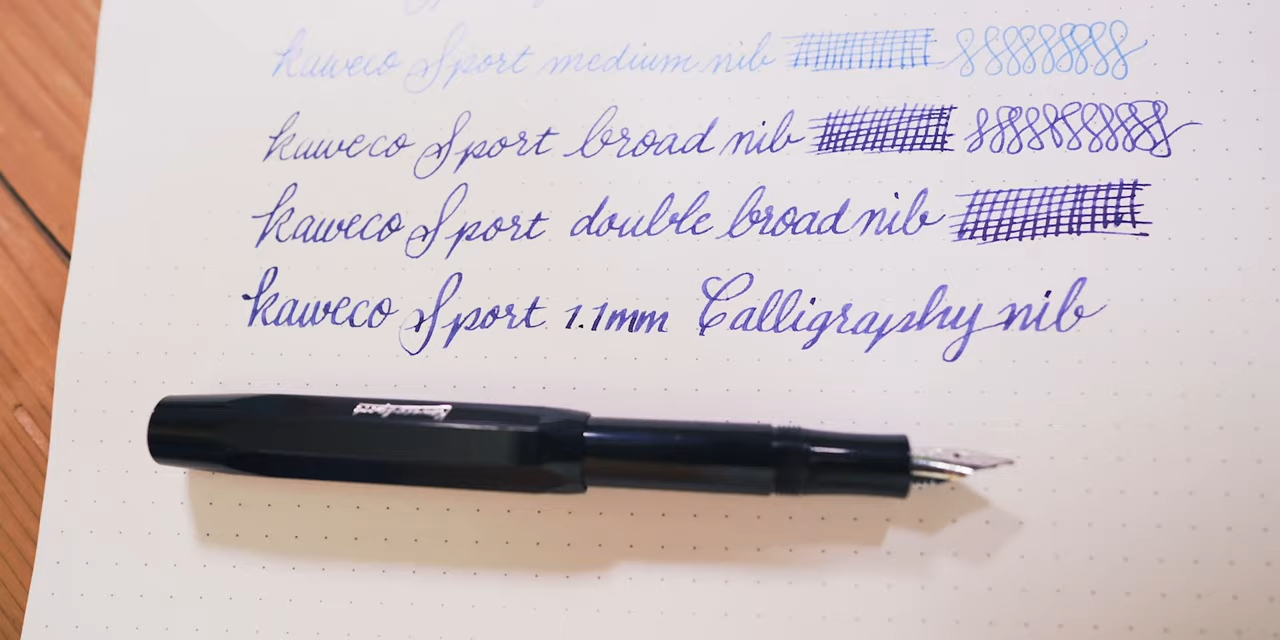 kaweco Sport medium nib
kaweco Sport broad nib
kaweco Sport double broad nib
kaweco Sport 1.1mm Calligraphy nib